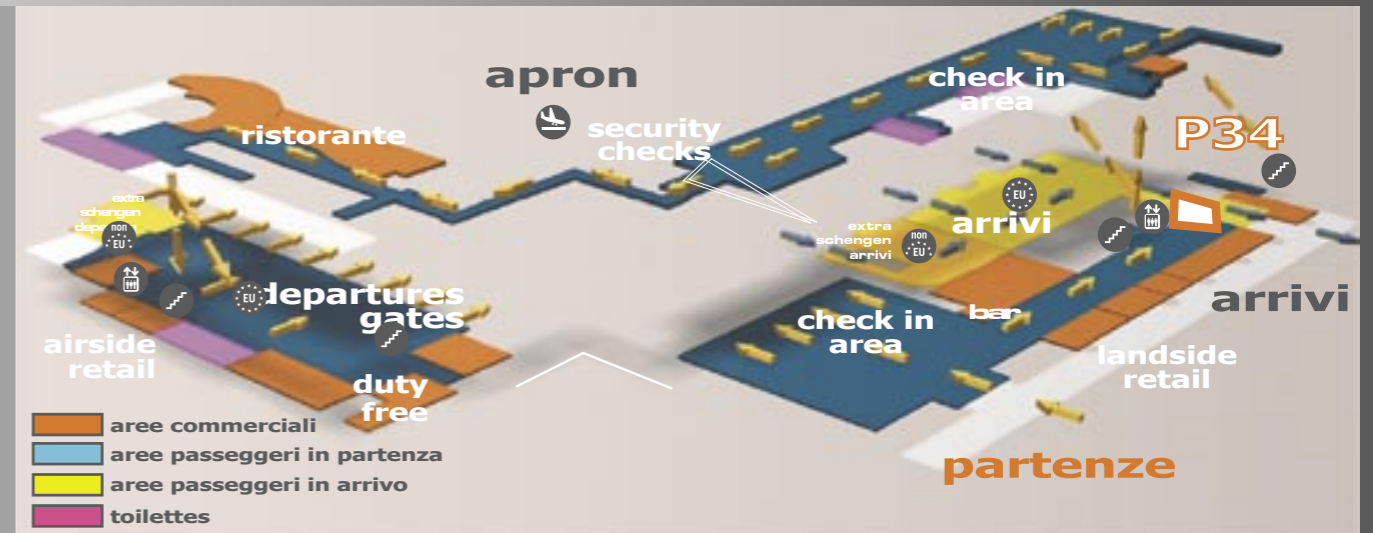 apron
check in
area
security
checks
P34
ristorante
extra
schengen
departure
non
EU
EU
arrivi
extra
schengen
arrivi
non
EU
EU
departures
gates
arrivi
check in
area
bar
airside
retail
landside
retail
duty
free
aree commerciali
aree passeggeri in partenza
aree passeggeri in arrivo
toilettes
partenze